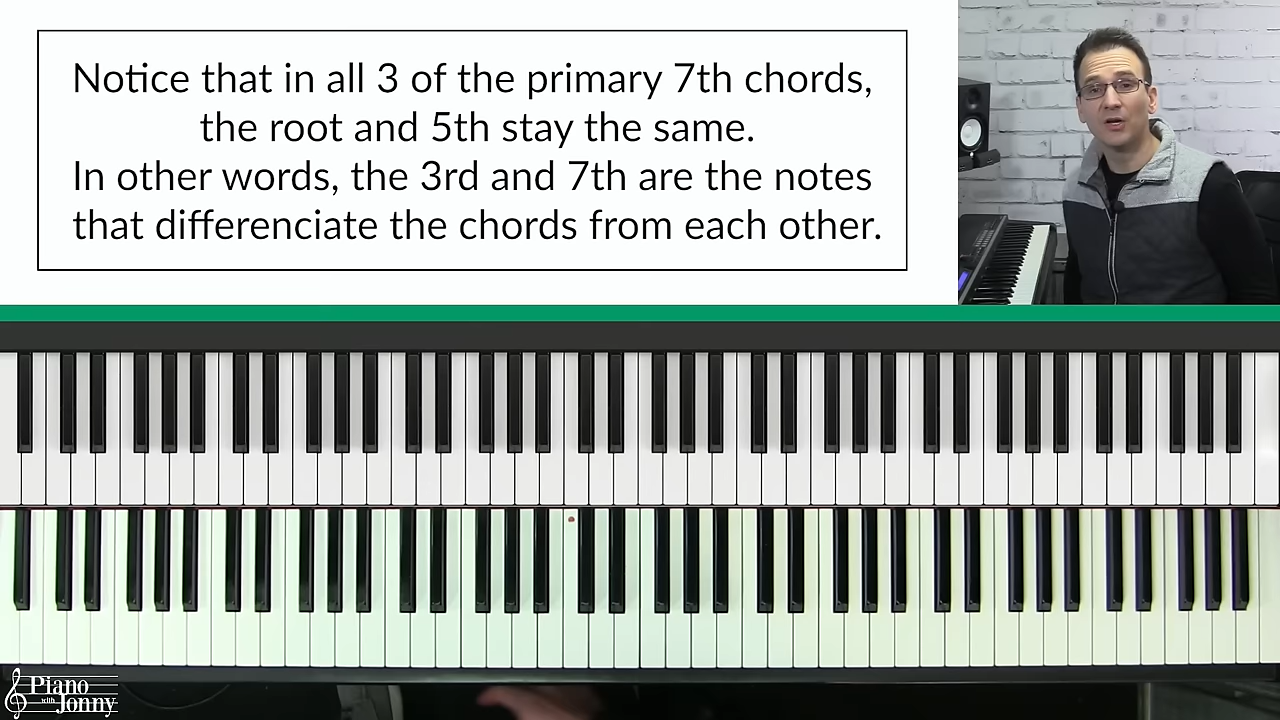 Notice that in all 3 of the primary 7th chords,
the root and 5th stay the same.
In other words, the 3rd and 7th are the notes
that differenciate the chords from each other.
Piano
with
Jonny